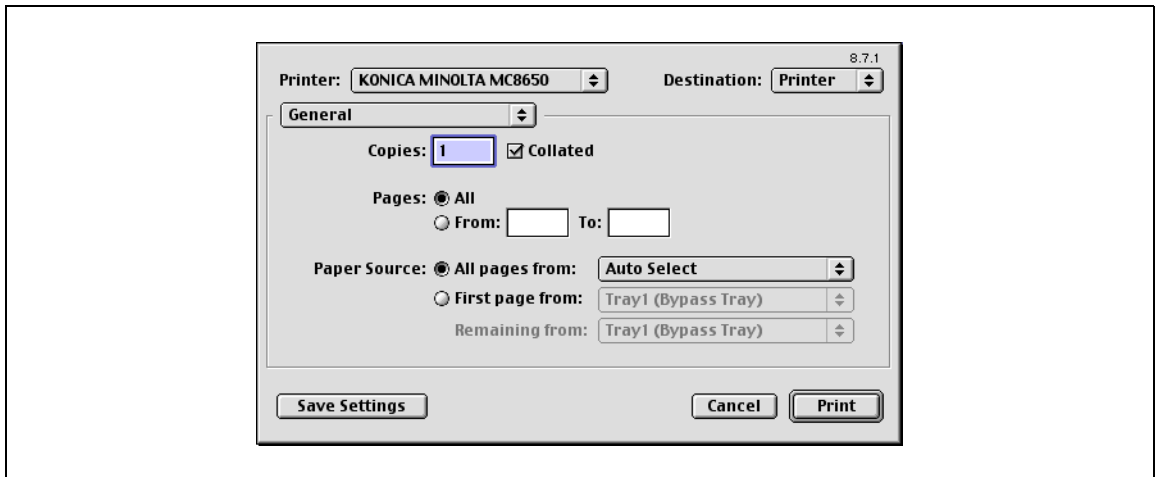 8.7.1
Printer: KONICA MINOLTA MC8650 Destination: Printer
General
Copies: 1 Collated
Pages: All
From: To:
Paper Source: All pages from: Auto Select
First page from: Tray1 (Bypass Tray)
Remaining from: Tray1 (Bypass Tray)
Save Settings Cancel Print